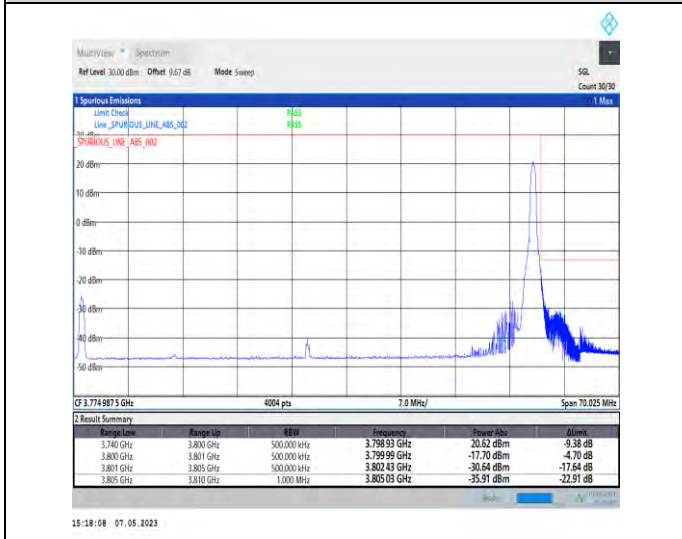 MultiView Spectrum
Ref Level 30.00 dBm Offset 9.67 dB Mode Sweep SGL
Count 30/30
1 Spurious Emissions 1 Max
Limit Check PASS
Line _SPURIOUS_LINE_ABS_002 PASS
30 dBm
_SPURIOUS_LINE_ABS_002
20 dBm
10 dBm
0 dBm
-10 dBm
-20 dBm
-30 dBm
-40 dBm
-50 dBm
CF 3.774 987 5 GHz 4004 pts 7.0 MHz/ Span 70.025 MHz
2 Result Summary
Range Low Range Up RBW Frequency Power Abs ΔLimit
3.740 GHz 3.800 GHz 500.000 kHz 3.798 93 GHz 20.62 dBm -9.38 dB
3.800 GHz 3.801 GHz 500.000 kHz 3.799 99 GHz -17.70 dBm -4.70 dB
3.801 GHz 3.805 GHz 500.000 kHz 3.802 43 GHz -30.64 dBm -17.64 dB
3.805 GHz 3.810 GHz 1.000 MHz 3.805 03 GHz -35.91 dBm -22.91 dB
15:18:08 07.05.2023